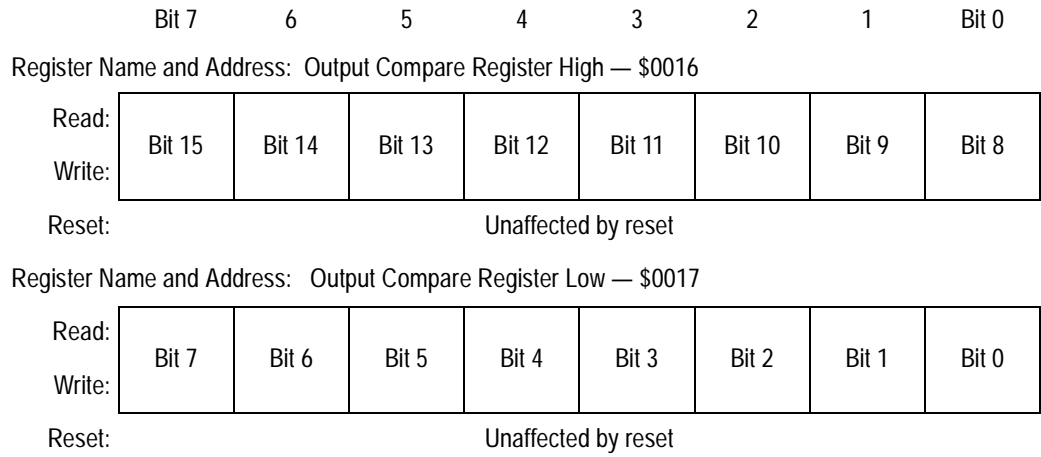 Bit 7 6 5 4 3 2 1 Bit 0
Register Name and Address: Output Compare Register High — $0016
Read:
Bit 15 Bit 14 Bit 13 Bit 12 Bit 11 Bit 10 Bit 9 Bit 8
Write:
Reset: Unaffected by reset
Register Name and Address: Output Compare Register Low — $0017
Read:
Bit 7 Bit 6 Bit 5 Bit 4 Bit 3 Bit 2 Bit 1 Bit 0
Write:
Reset: Unaffected by reset